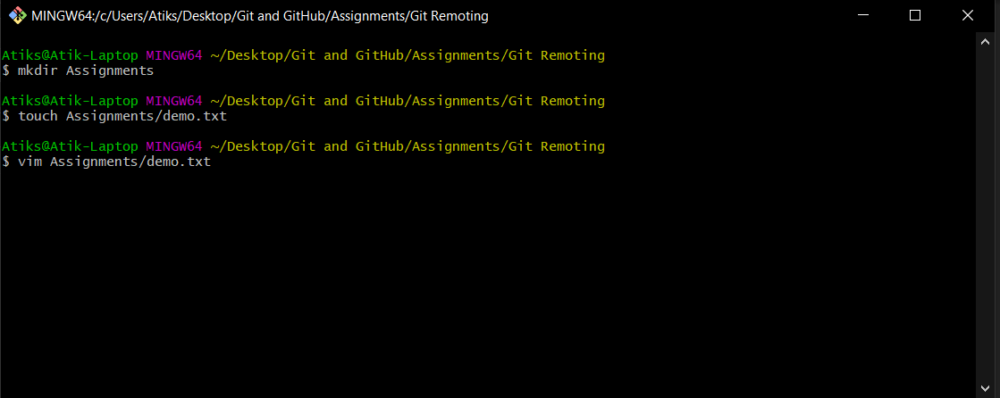 MINGW64:/c/Users/Atiks/Desktop/Git and GitHub/Assignments/Git Remoting
Atiks@Atik-Laptop MINGW64 ~/Desktop/Git and GitHub/Assignments/Git Remoting
$ mkdir Assignments
Atiks@Atik-Laptop MINGW64 ~/Desktop/Git and GitHub/Assignments/Git Remoting
$ touch Assignments/demo.txt
Atiks@Atik-Laptop MINGW64 ~/Desktop/Git and GitHub/Assignments/Git Remoting
$ vim Assignments/demo.txt